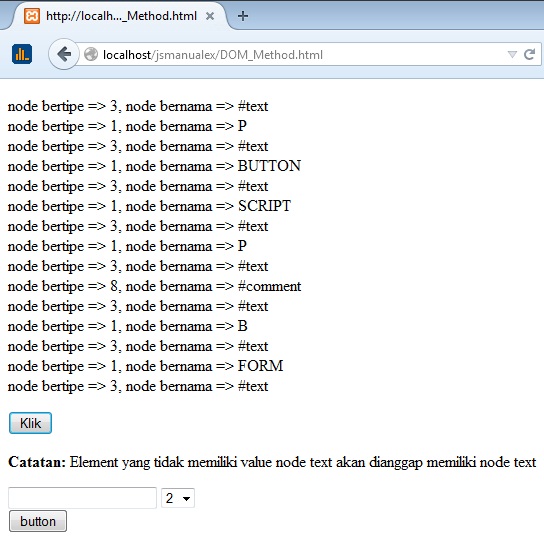 http://localh..._Method.html
localhost/jsmanualex/DOM_Method.html
node bertipe => 3, node bernama => #text
node bertipe => 1, node bernama => P
node bertipe => 3, node bernama => #text
node bertipe => 1, node bernama => BUTTON
node bertipe => 3, node bernama => #text
node bertipe => 1, node bernama => SCRIPT
node bertipe => 3, node bernama => #text
node bertipe => 1, node bernama => P
node bertipe => 3, node bernama => #text
node bertipe => 8, node bernama => #comment
node bertipe => 3, node bernama => #text
node bertipe => 1, node bernama => B
node bertipe => 3, node bernama => #text
node bertipe => 1, node bernama => FORM
node bertipe => 3, node bernama => #text
Klik
Catatan: Element yang tidak memiliki value node text akan dianggap memiliki node text
2
button